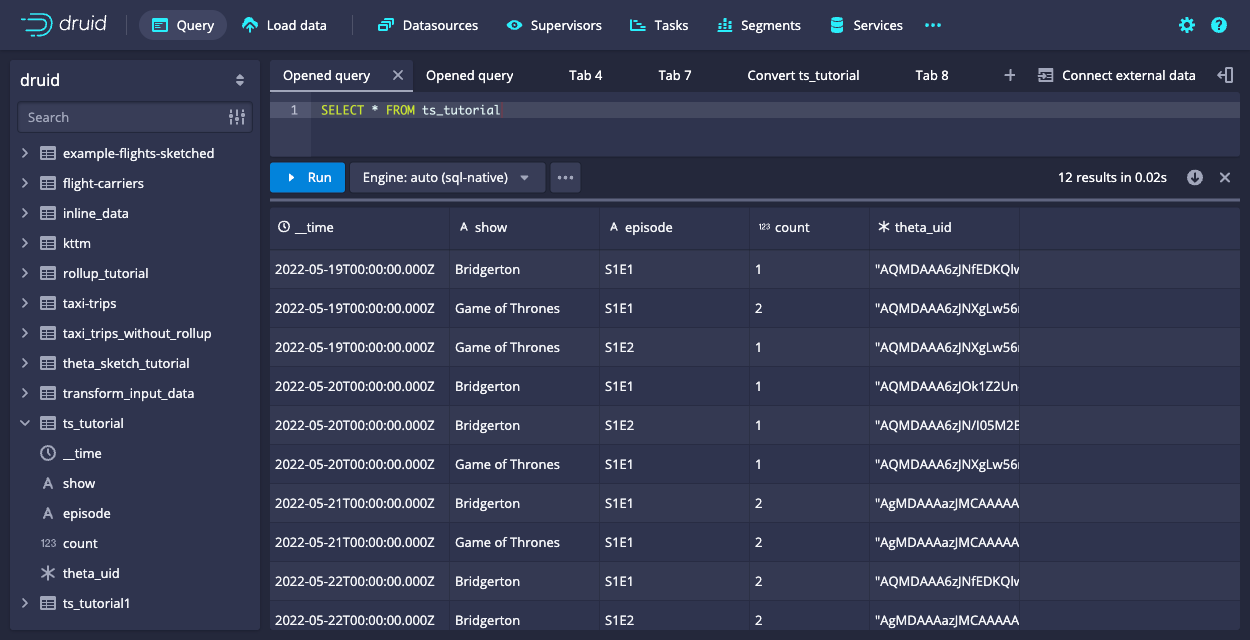 druid Query Load data Datasources Supervisors Tasks Segments Services
druid
Search
example-flights-sketched
flight-carriers
inline_data
kttm
rollup_tutorial
taxi-trips
taxi_trips_without_rollup
theta_sketch_tutorial
transform_input_data
ts_tutorial
__time
A show
A episode
123 count
theta_uid
ts_tutorial1
Opened query Opened query Tab 4 Tab 7 Convert ts_tutorial Tab 8 + Connect external data
1 SELECT * FROM ts_tutorial
Run Engine: auto (sql-native) 12 results in 0.02s
__time A show A episode 123 count theta_uid
2022-05-19T00:00:00.000Z Bridgerton S1E1 1 "AQMDAAA6zJNfEDKQlw
2022-05-19T00:00:00.000Z Game of Thrones S1E1 2 "AQMDAAA6zJNXgLw56
2022-05-19T00:00:00.000Z Game of Thrones S1E2 1 "AQMDAAA6zJNXgLw56
2022-05-20T00:00:00.000Z Bridgerton S1E1 1 "AQMDAAA6zJOk1Z2Un
2022-05-20T00:00:00.000Z Bridgerton S1E2 1 "AQMDAAA6zJN/I05M2E
2022-05-20T00:00:00.000Z Game of Thrones S1E1 1 "AQMDAAA6zJNXgLw56
2022-05-21T00:00:00.000Z Bridgerton S1E1 2 "AgMDAAAazJMCAAAAA
2022-05-21T00:00:00.000Z Game of Thrones S1E1 2 "AgMDAAAazJMCAAAAA
2022-05-22T00:00:00.000Z Bridgerton S1E1 2 "AQMDAAA6zJNfEDKQlw
2022-05-22T00:00:00.000Z Bridgerton S1E2 2 "AgMDAAAazJMCAAAAA